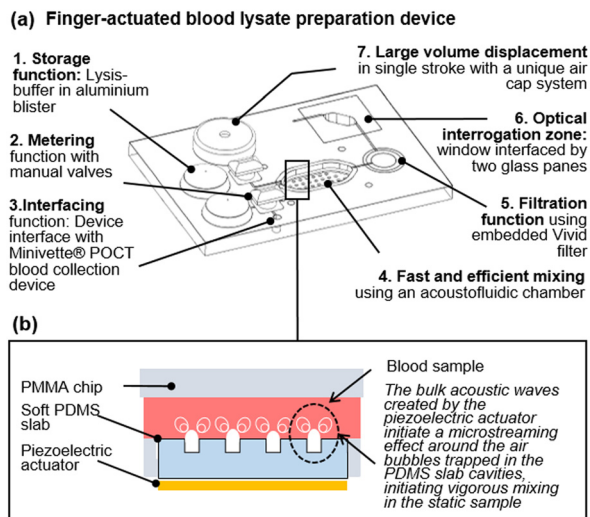 (a) Finger-actuated blood lysate preparation device
1. Storage
function: Lysis-
buffer in aluminium
blister
2. Metering
function with
manual valves
3.Interfacing
function: Device
interface with
Minivette® POCT
blood collection
device
7. Large volume displacement
in single stroke with a unique air
cap system
6. Optical
interrogation zone:
window interfaced by
two glass panes
5. Filtration
function using
embedded Vivid
filter
4. Fast and efficient mixing
using an acoustofluidic chamber
(b)
PMMA chip
Soft PDMS
slab
Piezoelectric
actuator
Blood sample
The bulk acoustic waves
created by the
piezoelectric actuator
initiate a microstreaming
effect around the air
bubbles trapped in the
PDMS slab cavities,
initiating vigorous mixing
in the static sample